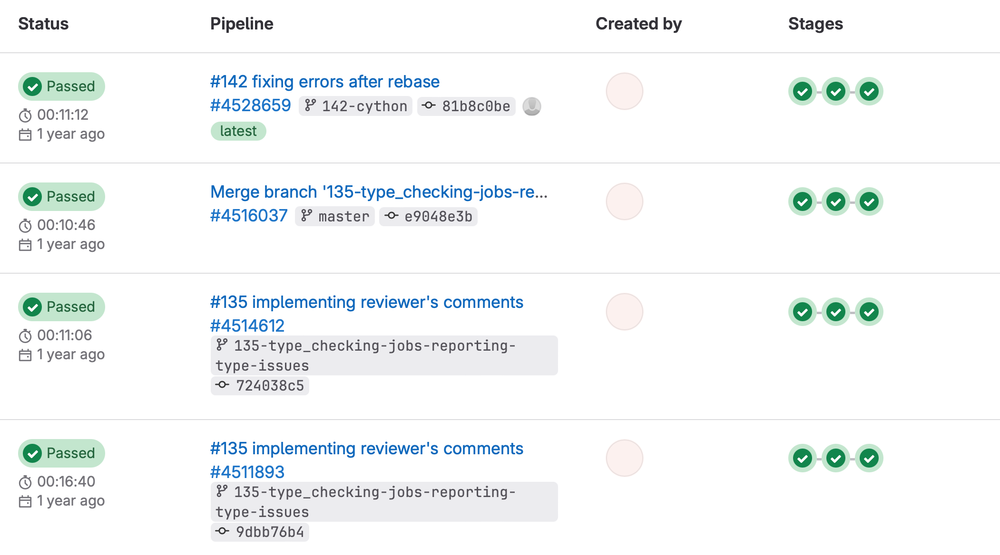 Status Pipeline Created by Stages
Passed
00:11:12
1 year ago
#142 fixing errors after rebase
#4528659 142-cython 81b8c0be
latest
Passed
00:10:46
1 year ago
Merge branch '135-type_checking-jobs-re...
#4516037 master e9048e3b
Passed
00:11:06
1 year ago
#135 implementing reviewer's comments
#4514612
135-type_checking-jobs-reporting-
type-issues
724038c5
Passed
00:16:40
1 year ago
#135 implementing reviewer's comments
#4511893
135-type_checking-jobs-reporting-
type-issues
9dbb76b4